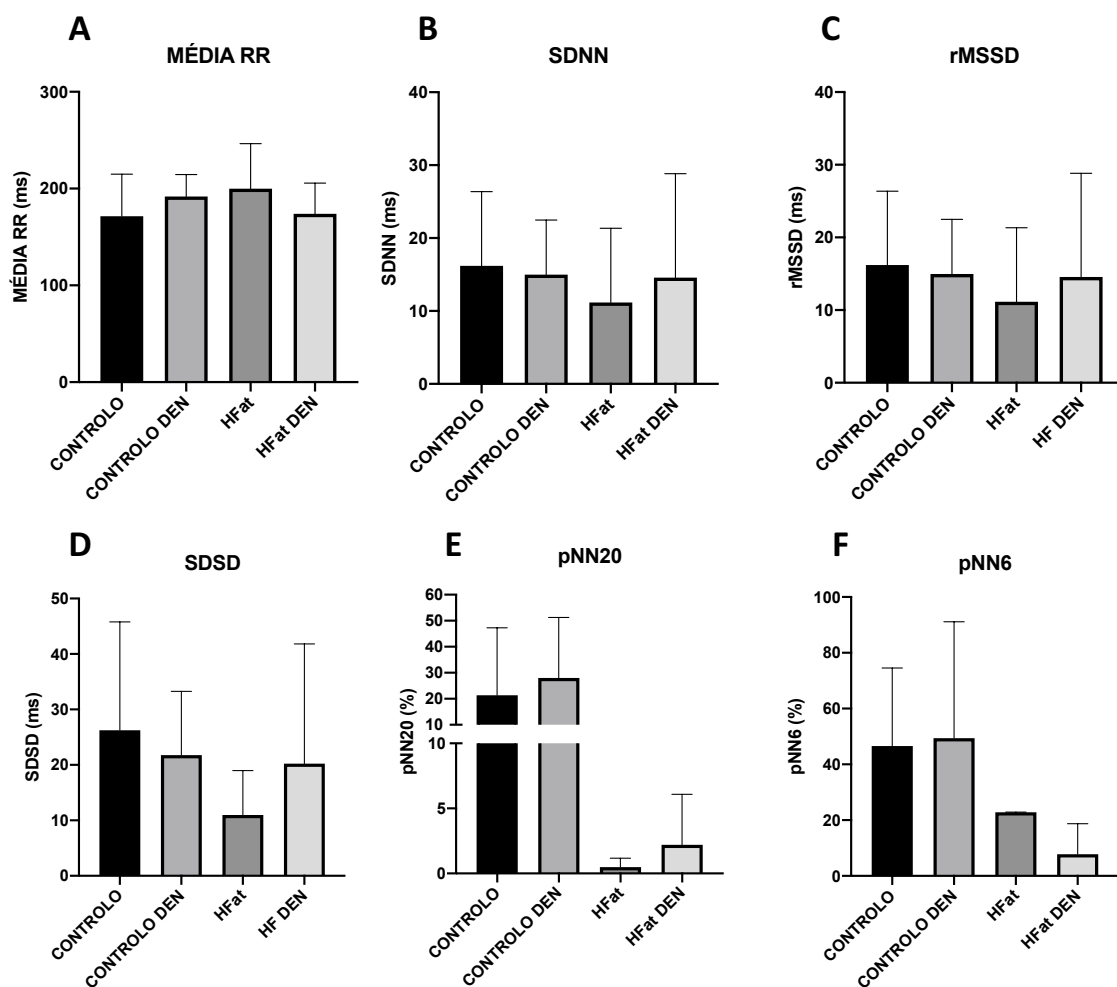 A
MÉDIA RR
MÉDIA RR (ms)
300
200
100
0
CONTROLO
CONTROLO DEN
HFat
HFat DEN
B
SDNN
SDNN (ms)
40
30
20
10
0
CONTROLO
CONTROLO DEN
HFat
HFat DEN
C
rMSSD
rMSSD (ms)
40
30
20
10
0
CONTROLO
CONTROLO DEN
HFat
HF DEN
D
SDSD
SDSD (ms)
50
40
30
20
10
0
CONTROLO
CONTROLO DEN
HFat
HF DEN
E
pNN20
pNN20 (%)
60
50
40
30
20
10
10
5
0
CONTROLO
CONTROLO DEN
HFat
HFat DEN
F
pNN6
pNN6 (%)
100
80
60
40
20
0
CONTROLO
CONTROLO DEN
HFat
HFat DEN